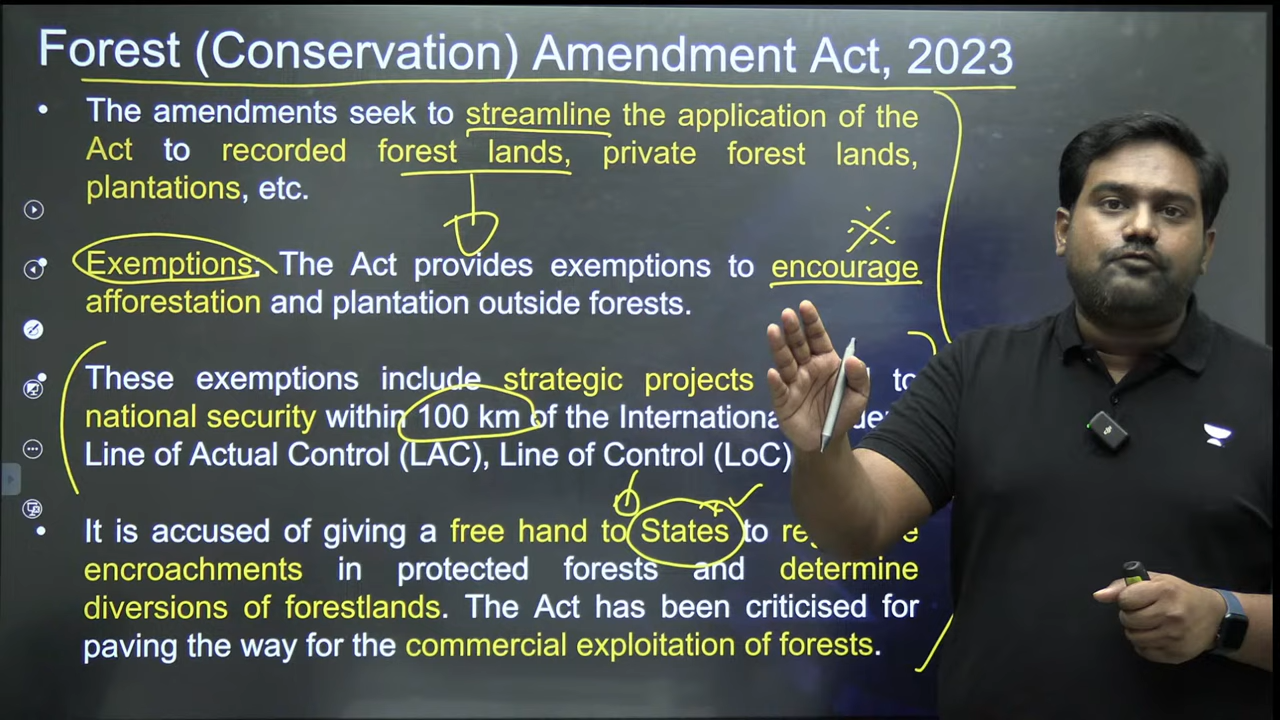 Forest (Conservation) Amendment Act, 2023
• The amendments seek to streamline the application of the
Act to recorded forest lands, private forest lands,
plantations, etc.
Exemptions: The Act provides exemptions to encourage
afforestation and plantation outside forests.
These exemptions include strategic projects to
national security within 100 km of the International
Line of Actual Control (LAC), Line of Control (LoC)
• It is accused of giving a free hand to States to
encroachments in protected forests and determine
diversions of forestlands. The Act has been criticised for
paving the way for the commercial exploitation of forests.